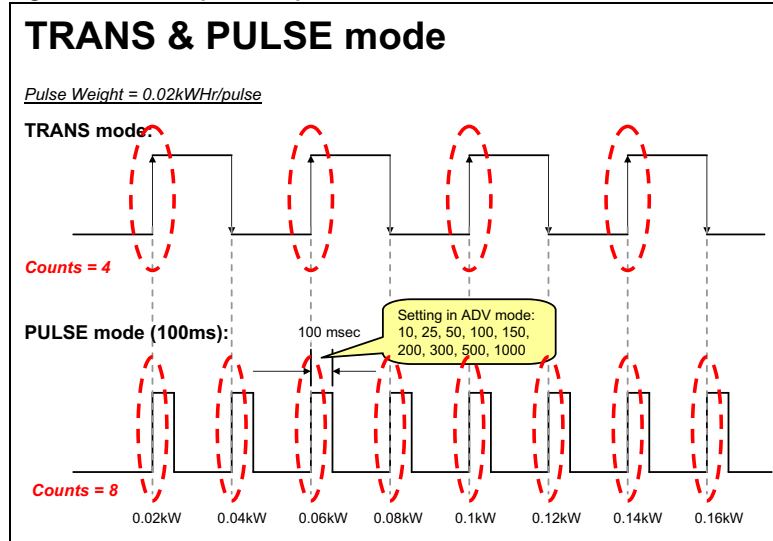 TRANS & PULSE mode
Pulse Weight = 0.02kWHr/pulse
TRANS mode:
Counts = 4
PULSE mode (100ms):
100 msec
Setting in ADV mode:
10, 25, 50, 100, 150,
200, 300, 500, 1000
Counts = 8
0.02kW 0.04kW 0.06kW 0.08kW 0.1kW 0.12kW 0.14kW 0.16kW